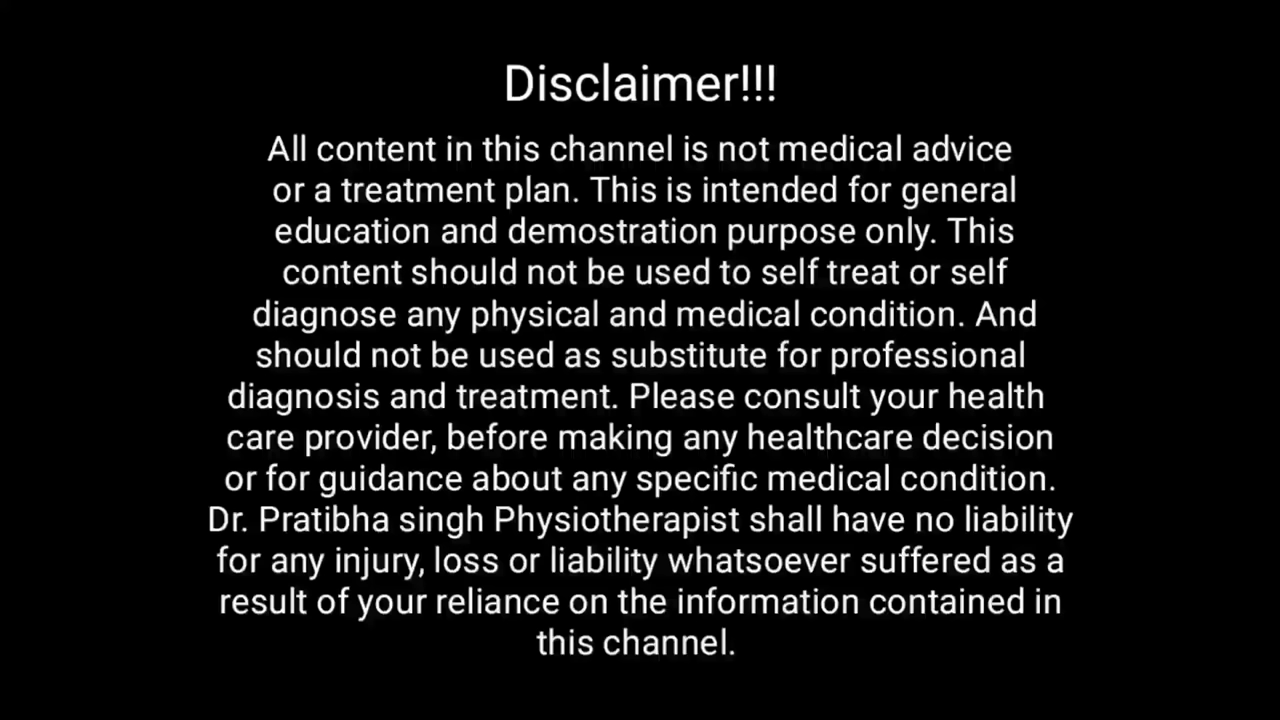 Disclaimer!!!
All content in this channel is not medical advice
or a treatment plan. This is intended for general
education and demostration purpose only. This
content should not be used to self treat or self
diagnose any physical and medical condition. And
should not be used as substitute for professional
diagnosis and treatment. Please consult your health
care provider, before making any healthcare decision
or for guidance about any specific medical condition.
Dr. Pratibha singh Physiotherapist shall have no liability
for any injury, loss or liability whatsoever suffered as a
result of your reliance on the information contained in
this channel.